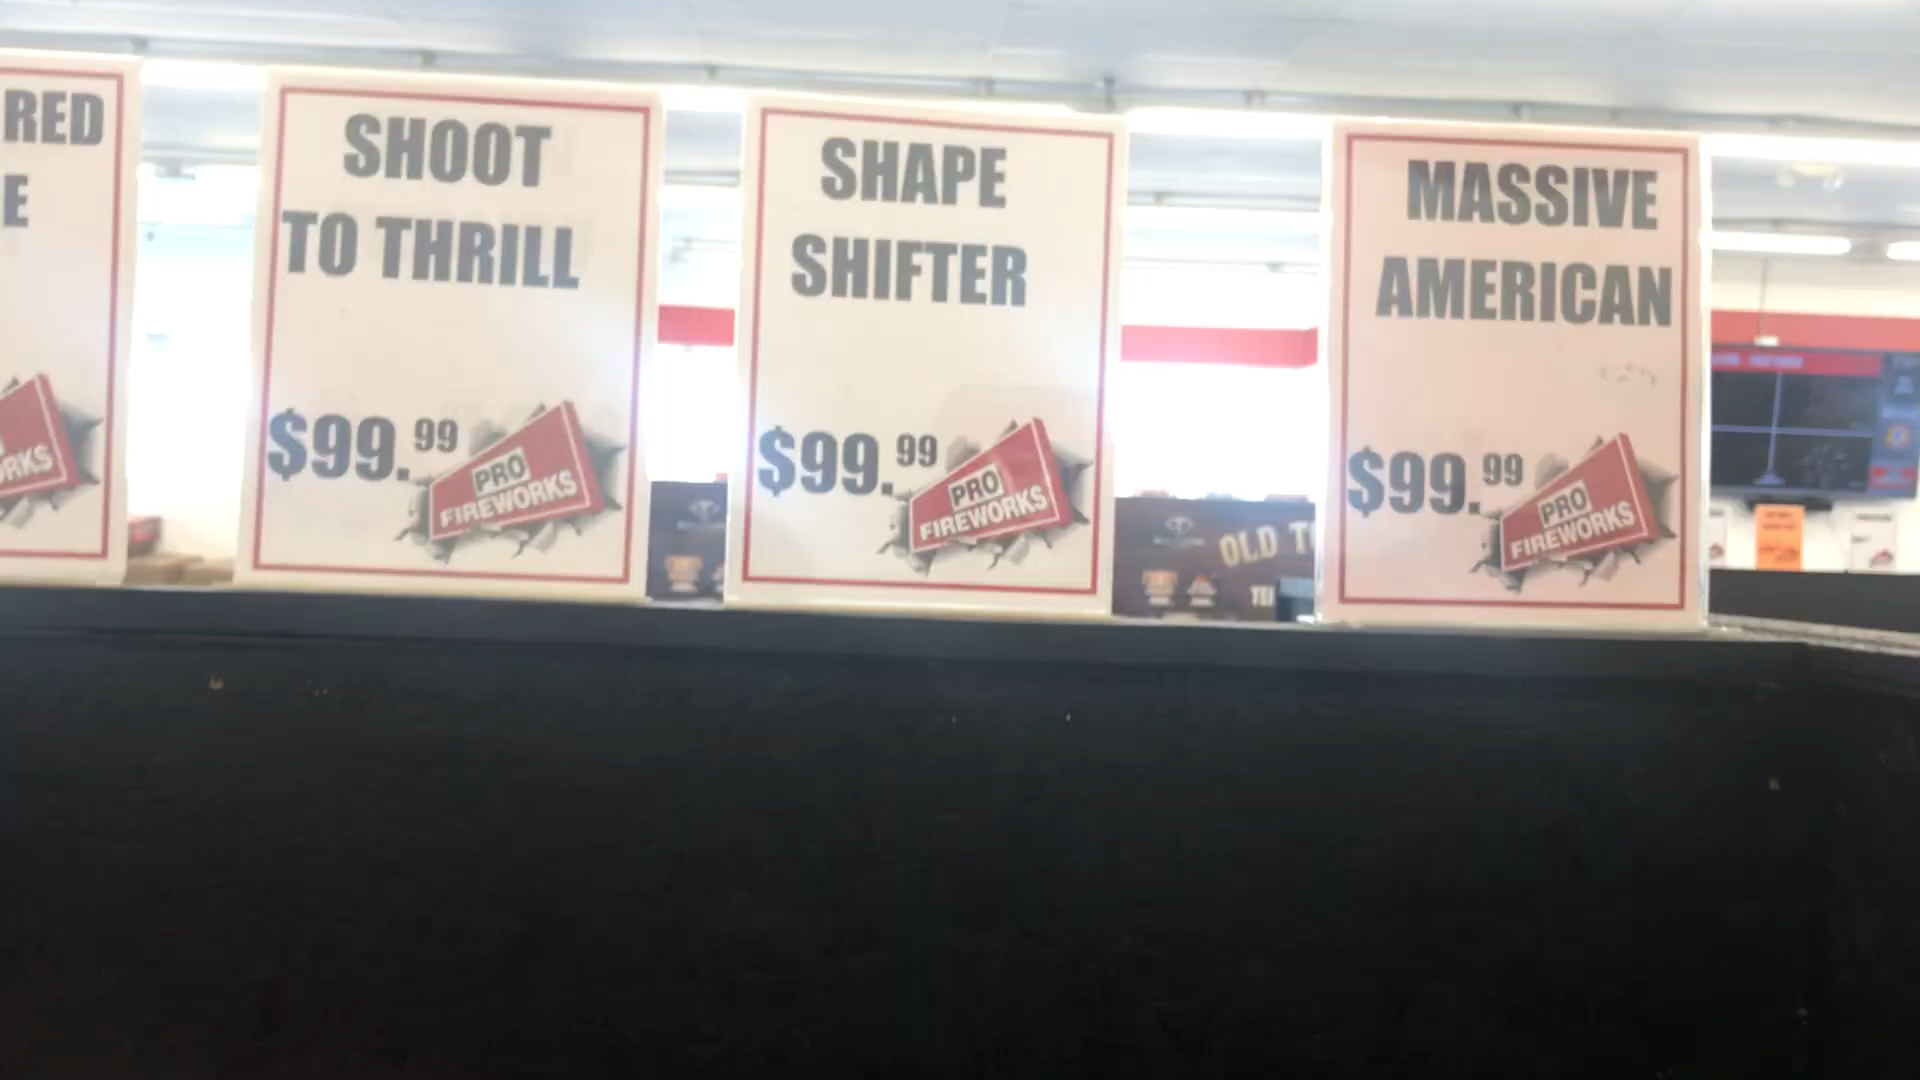 RED
E
RKS
SHOOT
TO THRILL
$99.99
PRO
FIREWORKS
SHAPE
SHIFTER
$99.99
PRO
FIREWORKS
OLD T
TE
MASSIVE
AMERICAN
$99.99
PRO
FIREWORKS